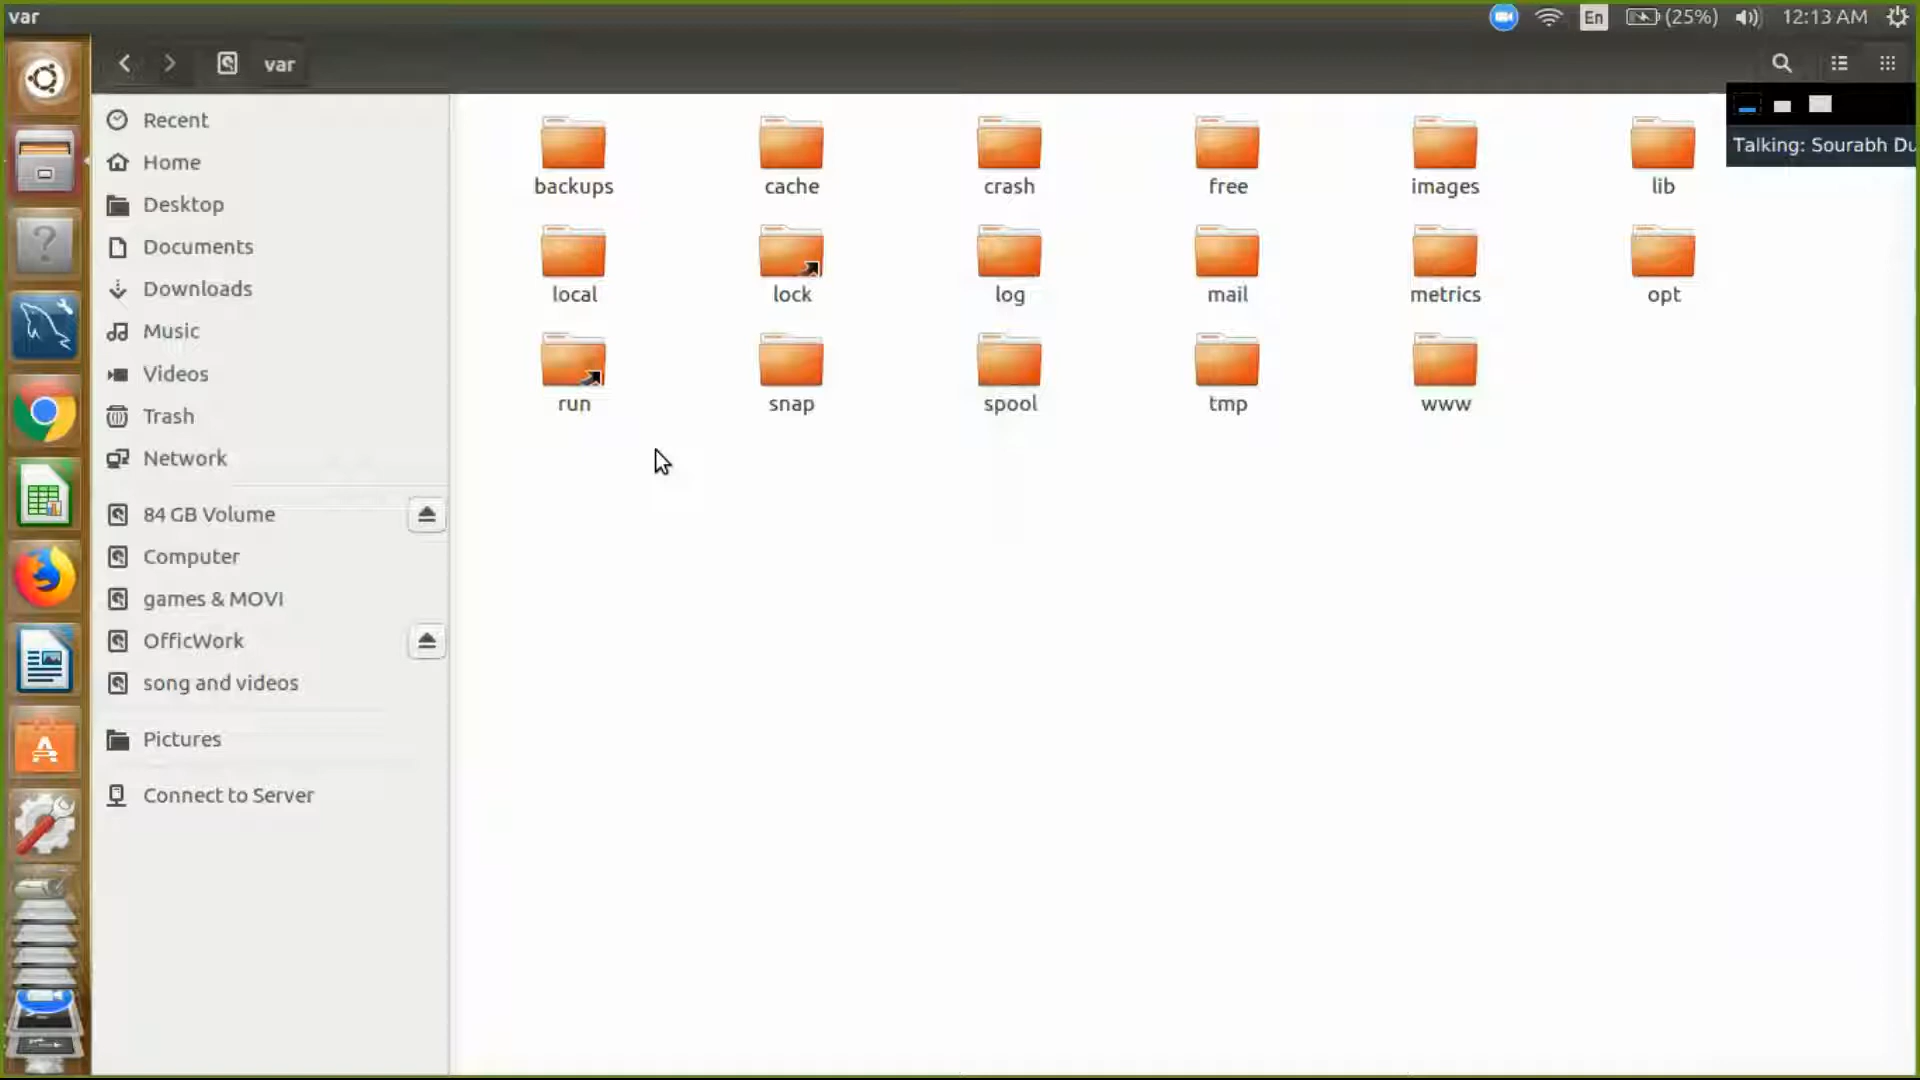 var
En
(25%)
12:13 AM
var
Talking: Sourabh Du
Recent
Home
Desktop
Documents
Downloads
Music
Videos
Trash
Network
84 GB Volume
Computer
games & MOVI
OfficWork
song and videos
Pictures
Connect to Server
backups cache crash free images lib
local lock log mail metrics opt
run snap spool tmp www